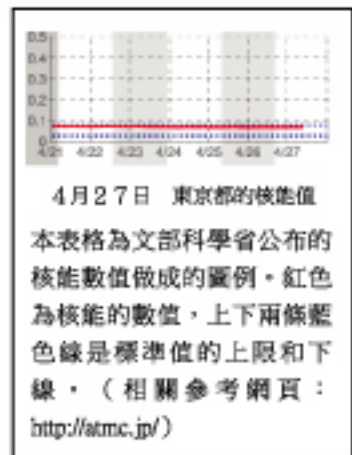 0.5
0.4
0.3
0.2
0.1
0
4/21 4/22 4/23 4/24 4/25 4/26 4/27
4月27日 東京都的核能值
本表格為文部科學省公布的
核能數值做成的圖例。紅色
為核能的數值，上下兩條藍
色線是標準值的上限和下
線。(相關參考網頁：
http://atmc.jp/)